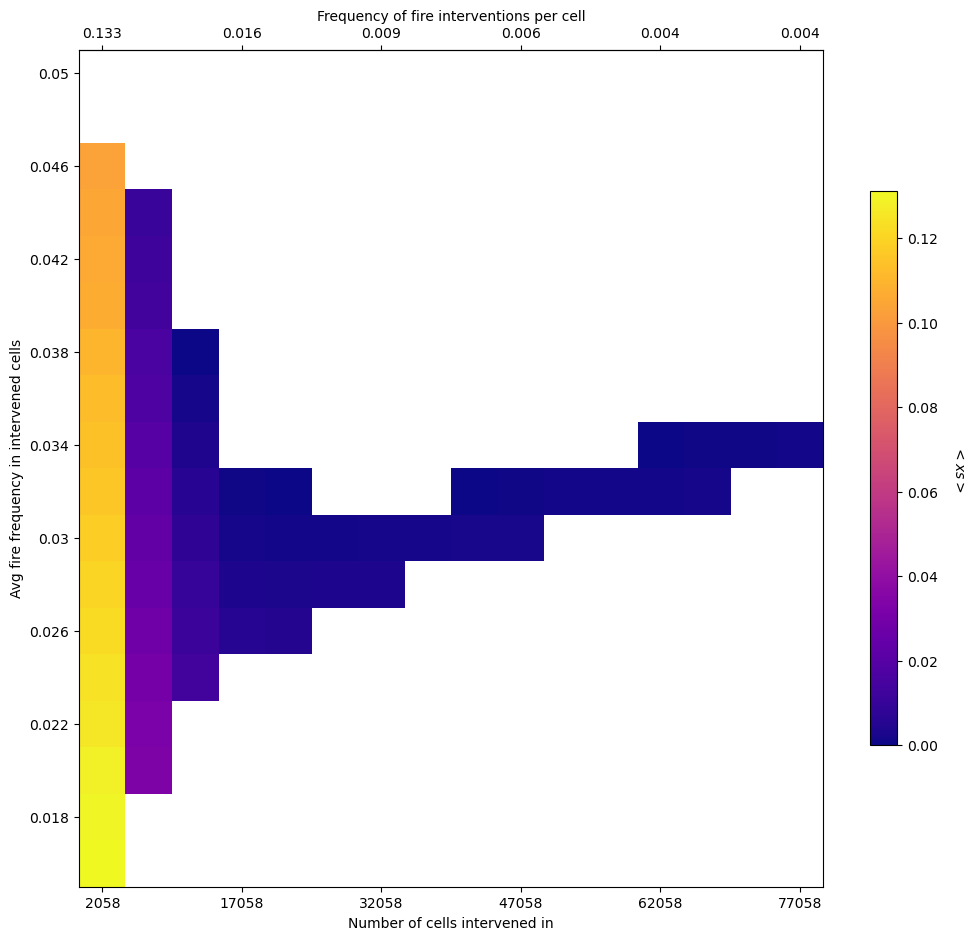 Frequency of fire interventions per cell
0.133 0.016 0.009 0.006 0.004 0.004
0.05
0.046
0.042
0.038
0.034
0.03
0.026
0.022
0.018
Avg fire frequency in intervened cells
2058 17058 32058 47058 62058 77058
Number of cells intervened in
0.12
0.10
0.08
0.06
0.04
0.02
0.00
< sx >